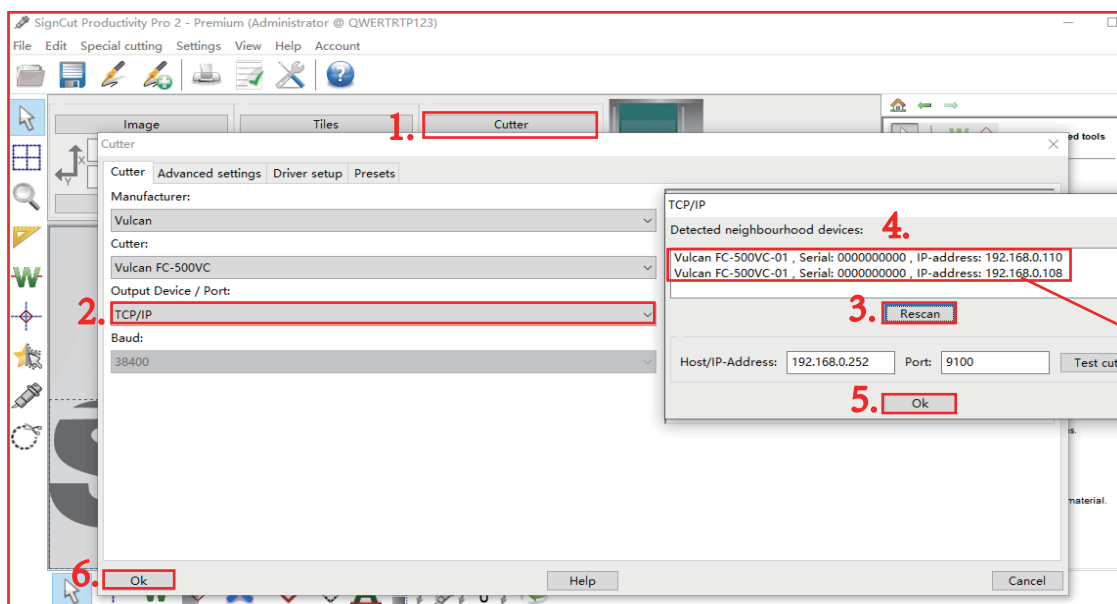 SignCut Productivity Pro 2 - Premium (Administrator @ QWERTRTP123)
File Edit Special cutting Settings View Help Account
Image
Tiles
1.
Cutter
ed tools
Cutter
Cutter Advanced settings Driver setup Presets
Manufacturer:
Vulcan
Cutter:
Vulcan FC-500VC
Output Device / Port:
2.
TCP/IP
Baud:
38400
TCP/IP
Detected neighbourhood devices:
4.
Vulcan FC-500VC-01 , Serial: 0000000000 , IP-address: 192.168.0.110
Vulcan FC-500VC-01 , Serial: 0000000000 , IP-address: 192.168.0.108
3.
Rescan
Host/IP-Address: 192.168.0.252 Port: 9100 Test cut
5.
Ok
s.
material.
6.
Ok
Help
Cancel